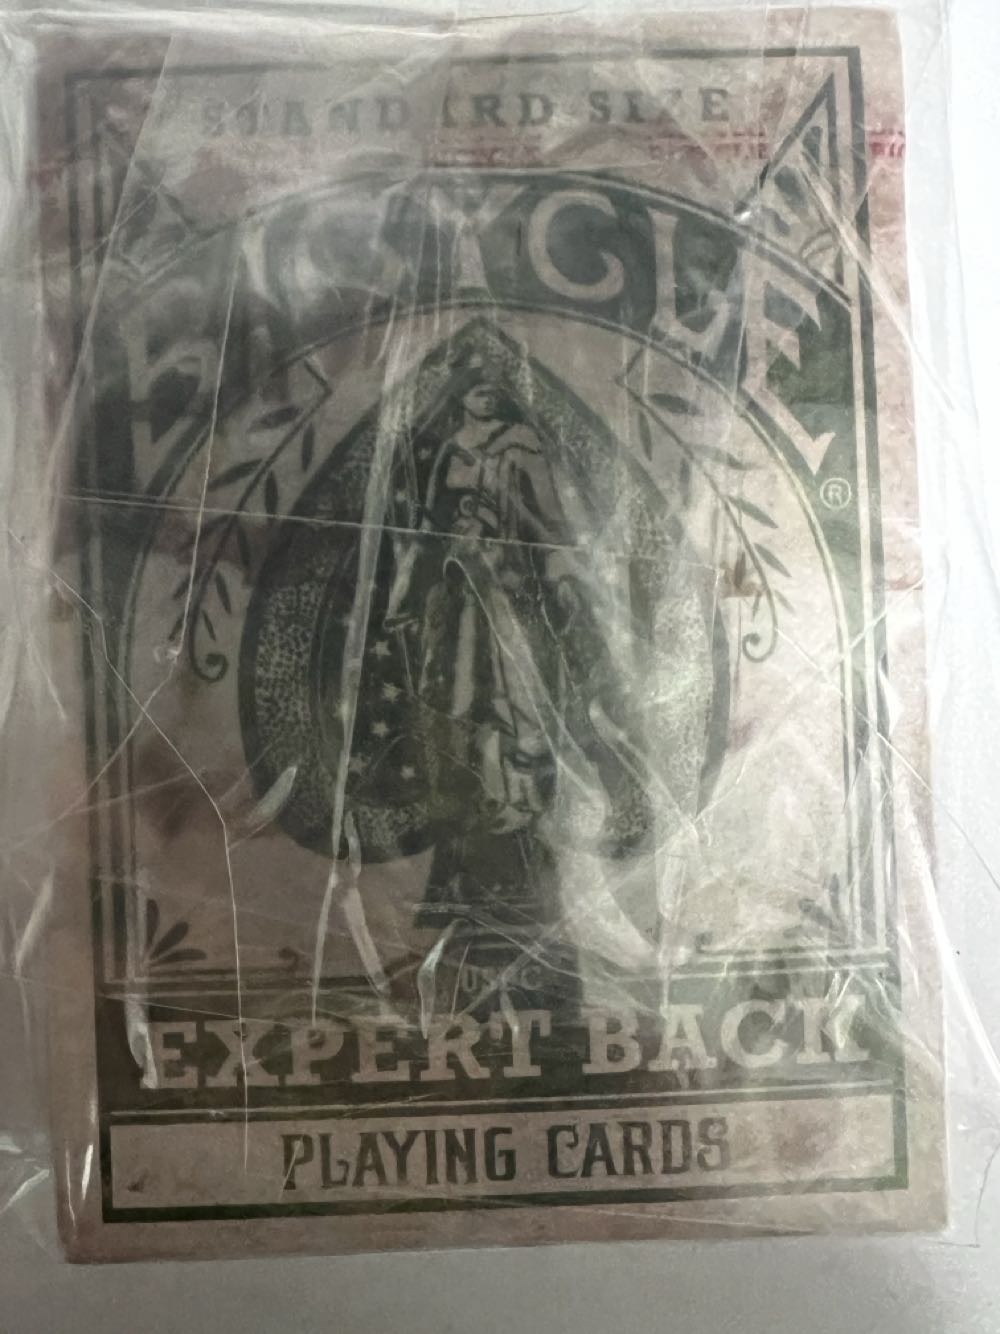 STANDARD SIZE
BICYCLE
®
USPC
EXPERT BACK
PLAYING CARDS